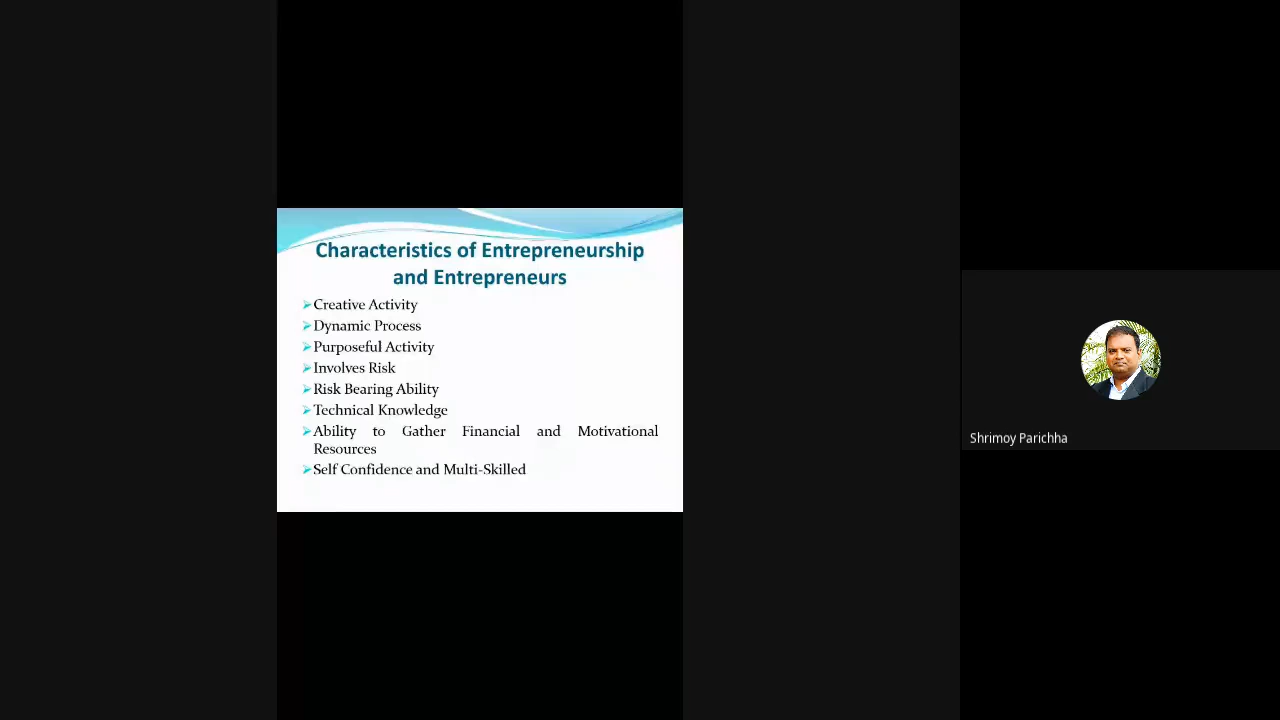 Characteristics of Entrepreneurship
and Entrepreneurs
➢Creative Activity
➢Dynamic Process
➢Purposeful Activity
➢Involves Risk
➢Risk Bearing Ability
➢Technical Knowledge
➢Ability to Gather Financial and Motivational
Resources
➢Self Confidence and Multi-Skilled
Shrimoy Parichha